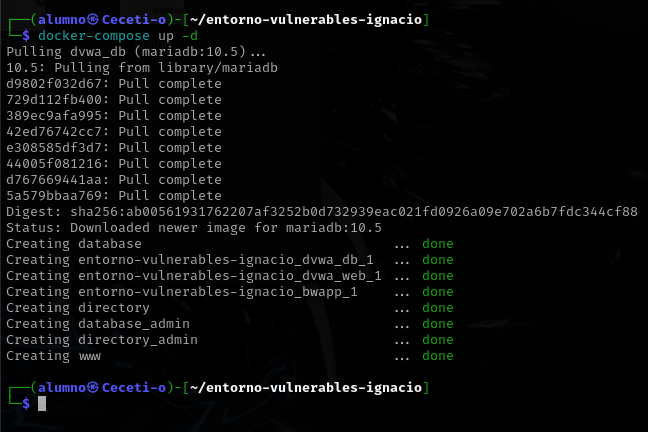 ┌──(alumno㉿Ceceti-o)-[~/entorno-vulnerables-ignacio]
└─$ docker-compose up -d
Pulling dvwa_db (mariadb:10.5)...
10.5: Pulling from library/mariadb
d9802f032d67: Pull complete
729d112fb400: Pull complete
389ec9afa995: Pull complete
42ed76742cc7: Pull complete
e308585df3d7: Pull complete
44005f081216: Pull complete
d767669441aa: Pull complete
5a579bbaa769: Pull complete
Digest: sha256:ab00561931762207af3252b0d732939eac021fd0926a09e702a6b7fdc344cf88
Status: Downloaded newer image for mariadb:10.5
Creating database ... done
Creating entorno-vulnerables-ignacio_dvwa_db_1 ... done
Creating entorno-vulnerables-ignacio_dvwa_web_1 ... done
Creating entorno-vulnerables-ignacio_bwapp_1 ... done
Creating directory ... done
Creating database_admin ... done
Creating directory_admin ... done
Creating www ... done
┌──(alumno㉿Ceceti-o)-[~/entorno-vulnerables-ignacio]
└─$